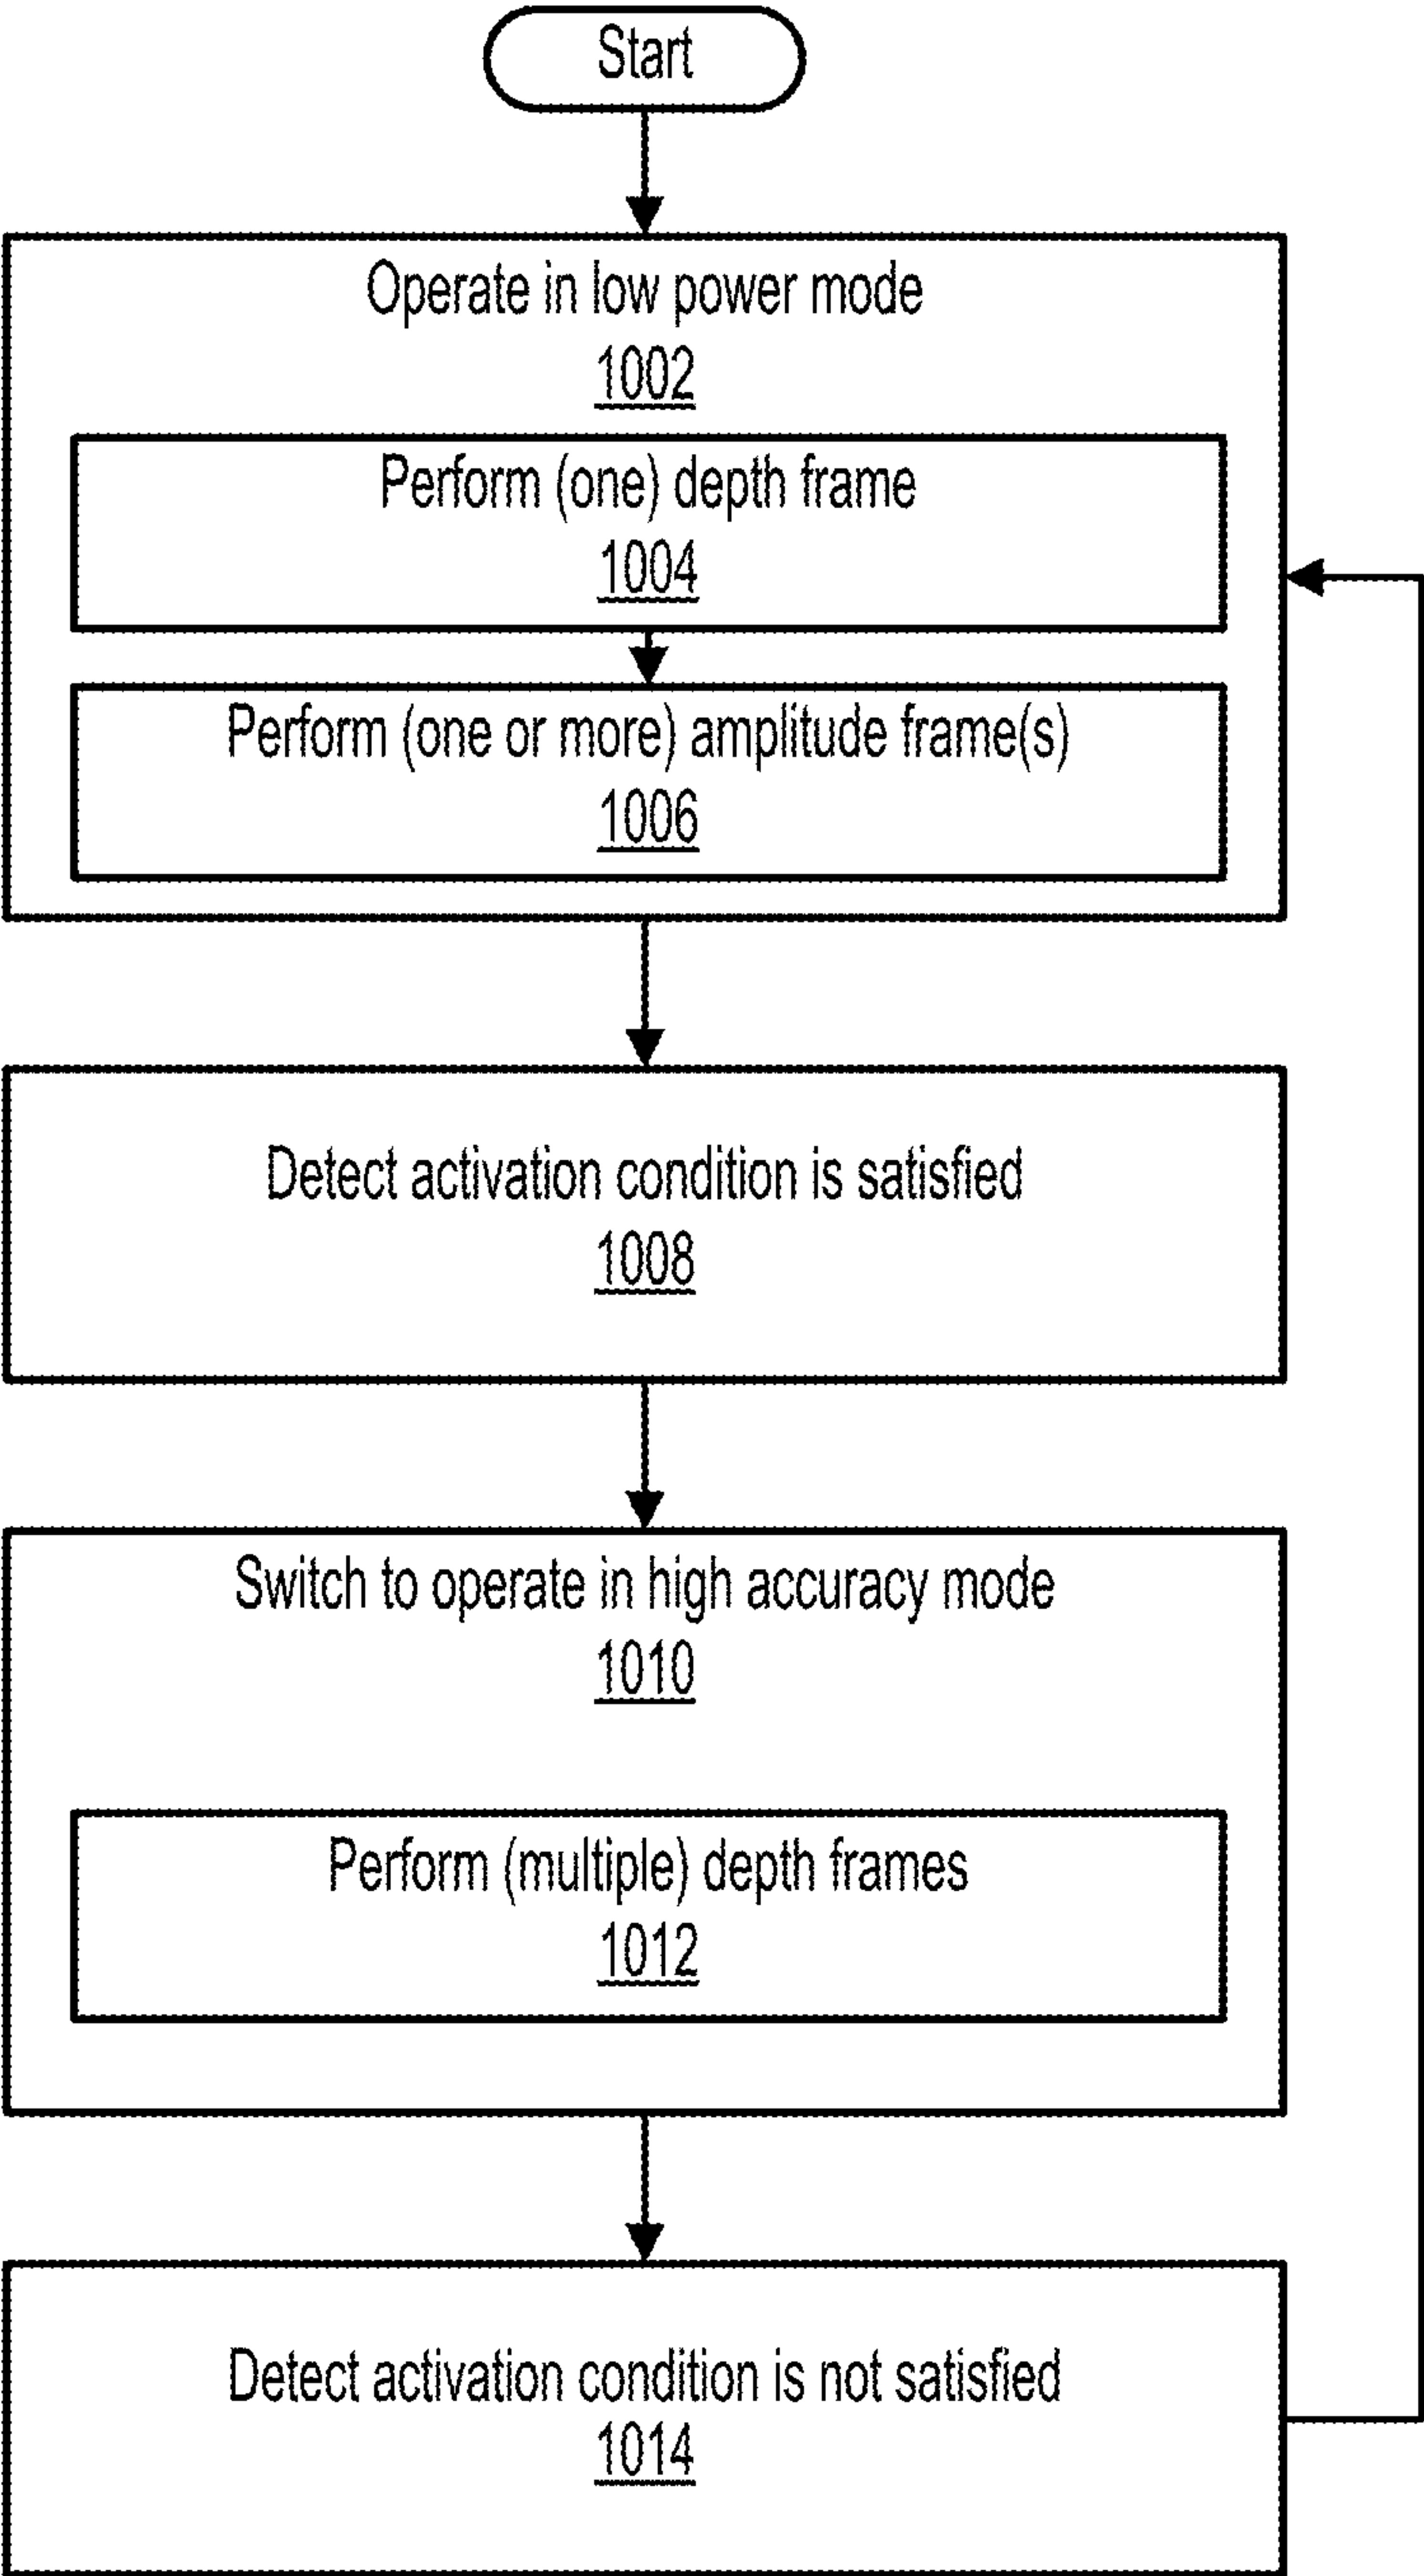 Start
Operate in low power mode
1002
Perform (one) depth frame
1004
Perform (one or more) amplitude frame(s)
1006
Detect activation condition is satisfied
1008
Switch to operate in high accuracy mode
1010
Perform (multiple) depth frames
1012
Detect activation condition is not satisfied
1014